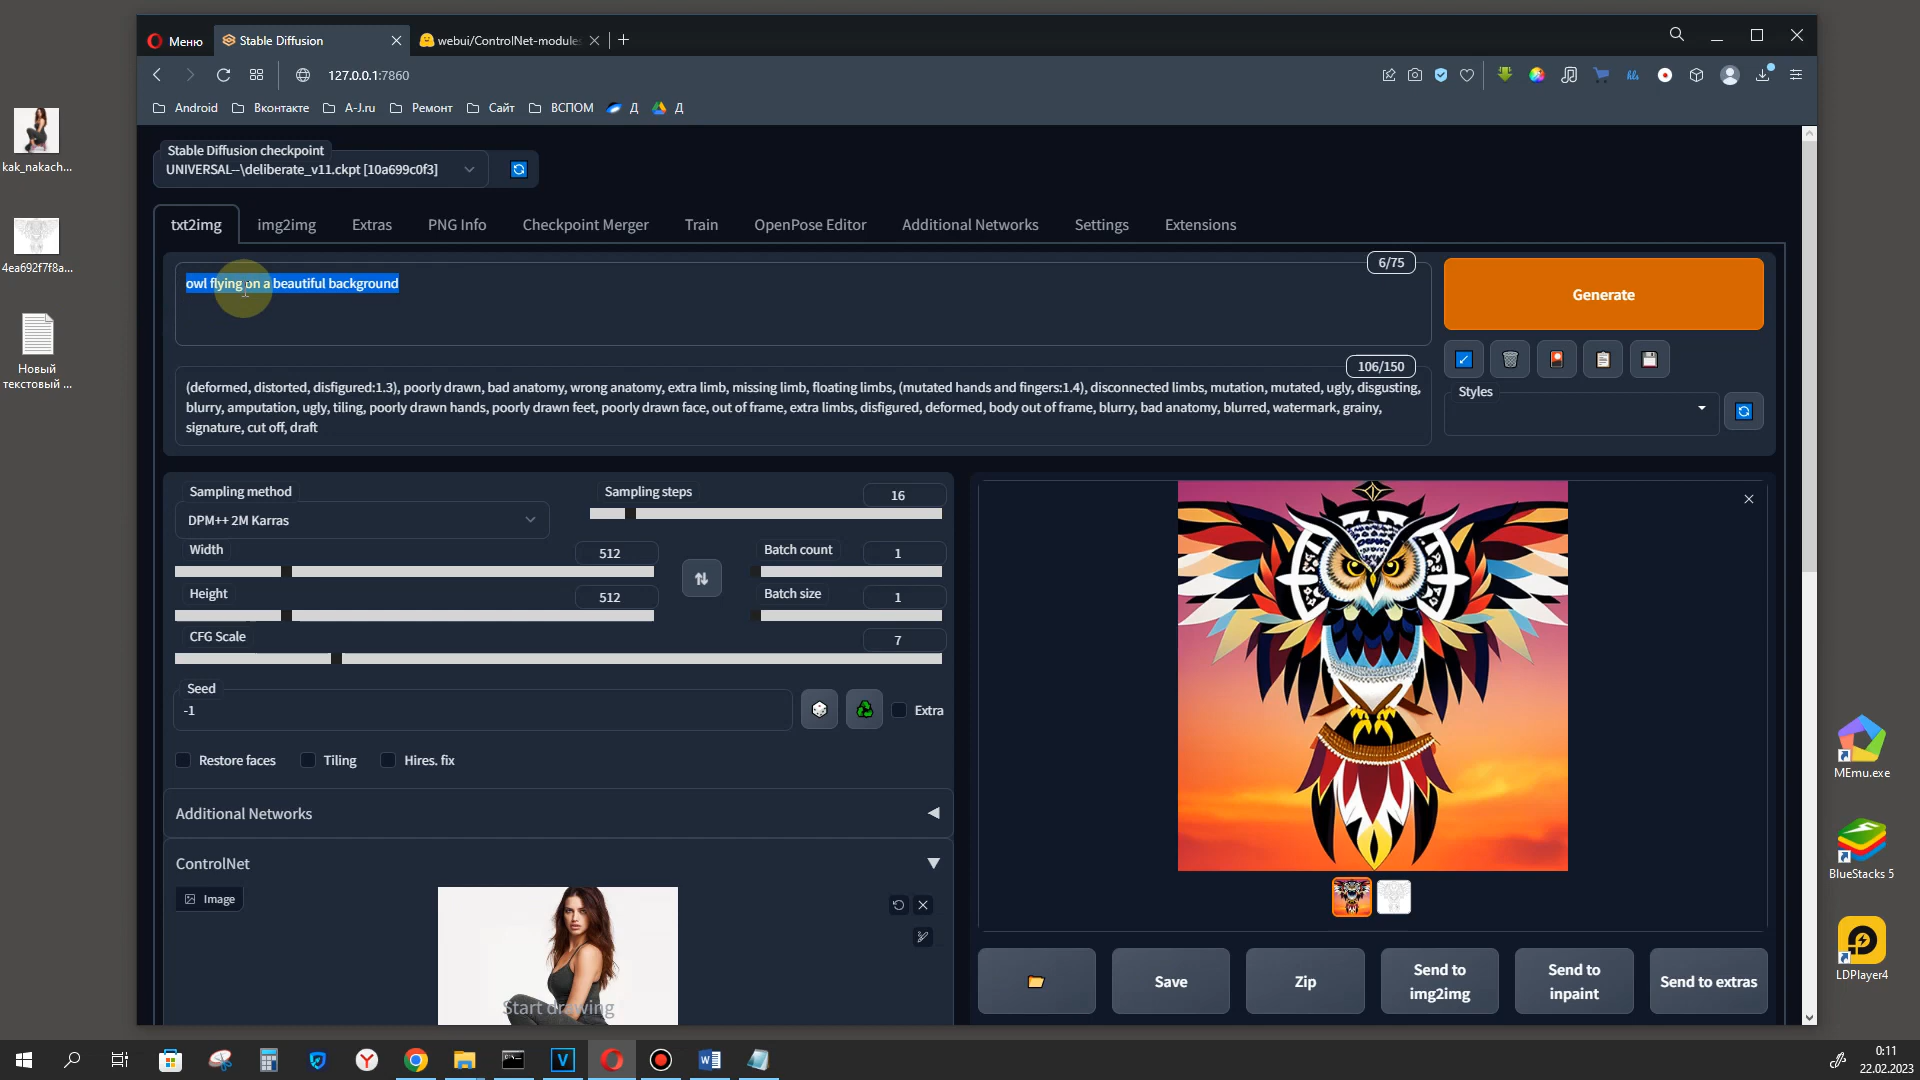 Меню
Stable Diffusion
webui/ControlNet-modules
127.0.0.1:7860
Android
Вконтакте
A-J.ru
Ремонт
Сайт
ВСПОМ
Д
Д
kak_nakach...
4ea692f7f8a...
Новый
текстовый ...
Stable Diffusion checkpoint
UNIVERSAL--\deliberate_v11.ckpt [10a699c0f3]
txt2img
img2img
Extras
PNG Info
Checkpoint Merger
Train
OpenPose Editor
Additional Networks
Settings
Extensions
6/75
owl flying on a beautiful background
Generate
106/150
(deformed, distorted, disfigured:1.3), poorly drawn, bad anatomy, wrong anatomy, extra limb, missing limb, floating limbs, (mutated hands and fingers:1.4), disconnected limbs, mutation, mutated, ugly, disgusting,
blurry, amputation, ugly, tiling, poorly drawn hands, poorly drawn feet, poorly drawn face, out of frame, extra limbs, disfigured, deformed, body out of frame, blurry, bad anatomy, blurred, watermark, grainy,
signature, cut off, draft
Styles
Sampling method
DPM++ 2M Karras
Sampling steps
16
Width
512
Batch count
1
Height
512
Batch size
1
CFG Scale
7
Seed
-1
Extra
Restore faces
Tiling
Hires. fix
Additional Networks
ControlNet
Image
Start drawing
Save
Zip
Send to
img2img
Send to
inpaint
Send to extras
MEmu.exe
BlueStacks 5
LDPlayer4
0:11
22.02.2023